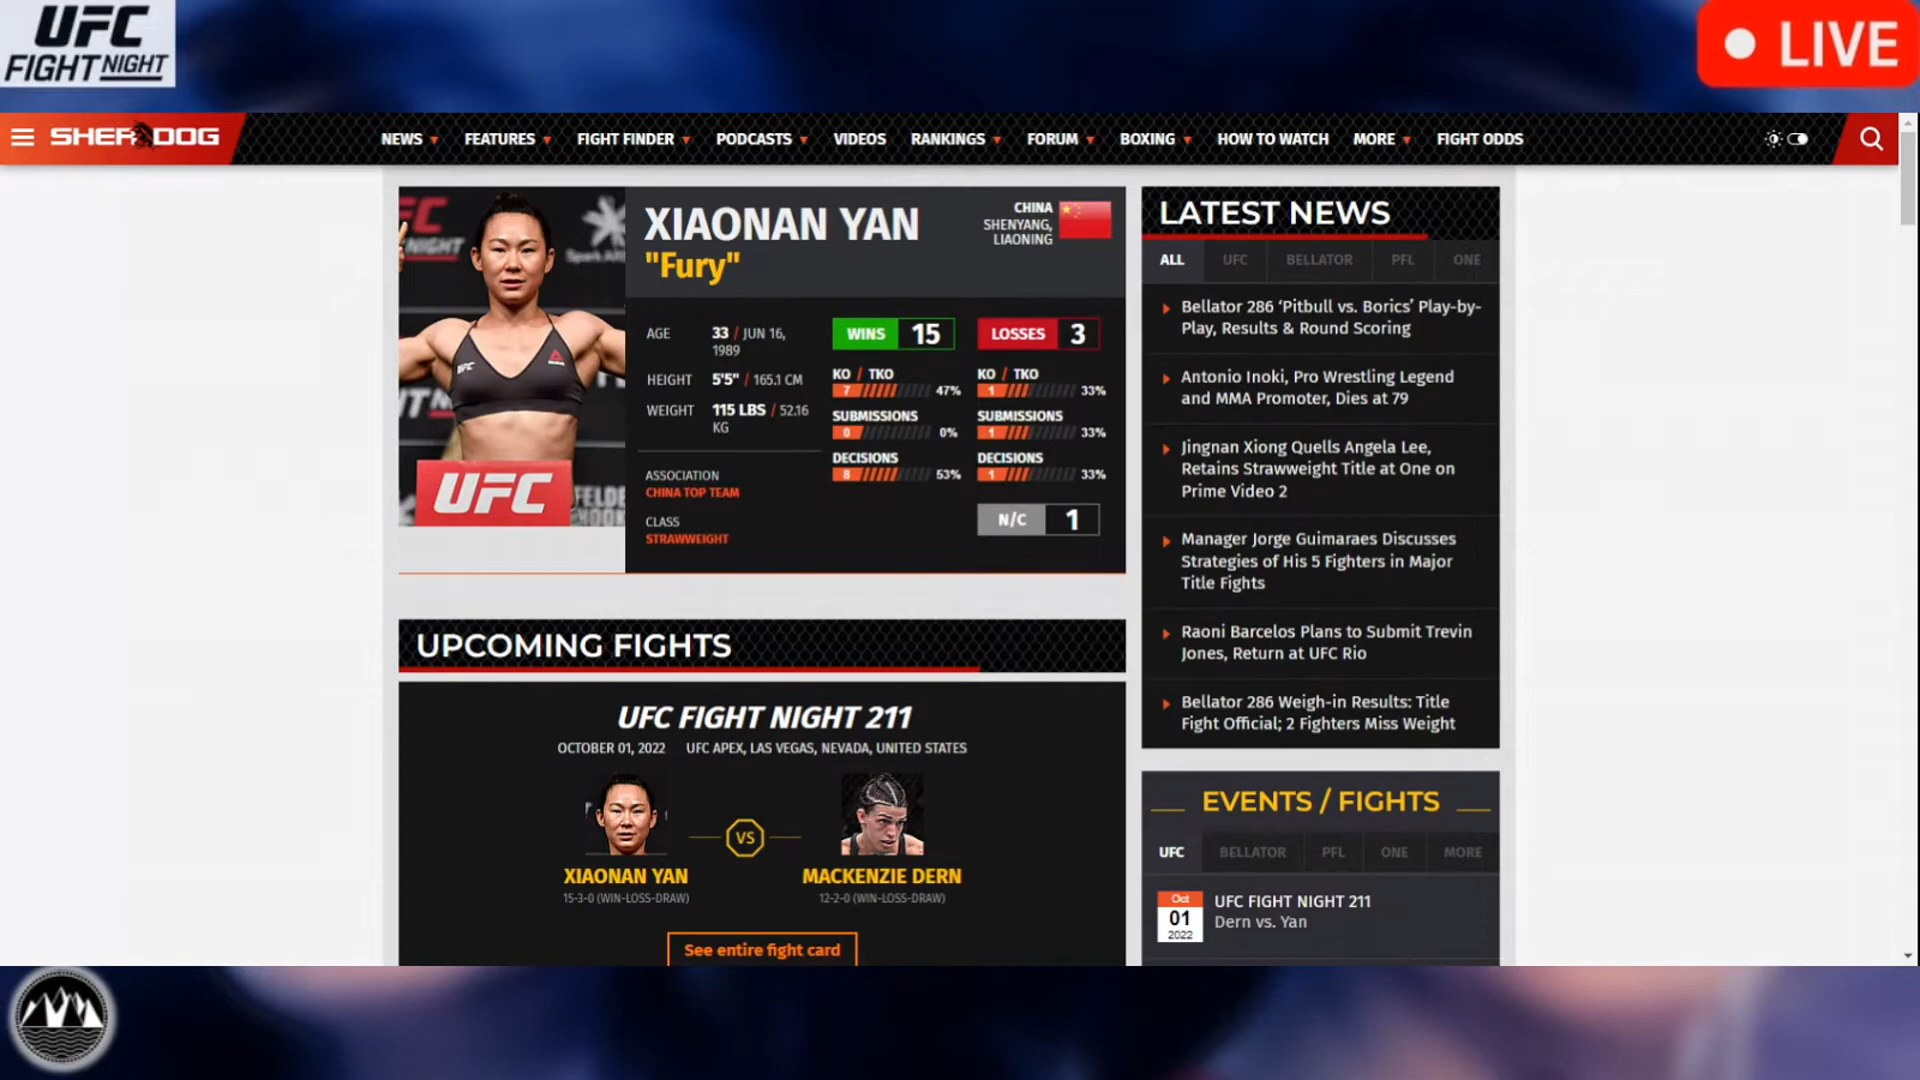 UFC
FIGHT NIGHT
LIVE
SHERDOG
NEWS
FEATURES
FIGHT FINDER
PODCASTS
VIDEOS
RANKINGS
FORUM
BOXING
HOW TO WATCH
MORE
FIGHT ODDS
XIAONAN YAN
"Fury"
CHINA
SHENYANG,
LIAONING
AGE
33 / JUN 16,
1989
HEIGHT
5'5" / 165.1 CM
WEIGHT
115 LBS / 52.16
KG
ASSOCIATION
CHINA TOP TEAM
CLASS
STRAWWEIGHT
WINS 15
KO / TKO
7 47%
SUBMISSIONS
0 0%
DECISIONS
8 53%
LOSSES 3
KO / TKO
1 33%
SUBMISSIONS
1 33%
DECISIONS
1 33%
N/C 1
UFC
UPCOMING FIGHTS
UFC FIGHT NIGHT 211
OCTOBER 01, 2022 UFC APEX, LAS VEGAS, NEVADA, UNITED STATES
VS
XIAONAN YAN
15-3-0 (WIN-LOSS-DRAW)
MACKENZIE DERN
12-2-0 (WIN-LOSS-DRAW)
See entire fight card
LATEST NEWS
ALL UFC BELLATOR PFL ONE
Bellator 286 ‘Pitbull vs. Borics’ Play-by-
Play, Results & Round Scoring
Antonio Inoki, Pro Wrestling Legend
and MMA Promoter, Dies at 79
Jingnan Xiong Quells Angela Lee,
Retains Strawweight Title at One on
Prime Video 2
Manager Jorge Guimaraes Discusses
Strategies of His 5 Fighters in Major
Title Fights
Raoni Barcelos Plans to Submit Trevin
Jones, Return at UFC Rio
Bellator 286 Weigh-in Results: Title
Fight Official; 2 Fighters Miss Weight
EVENTS / FIGHTS
UFC BELLATOR PFL ONE MORE
Oct
01
2022
UFC FIGHT NIGHT 211
Dern vs. Yan